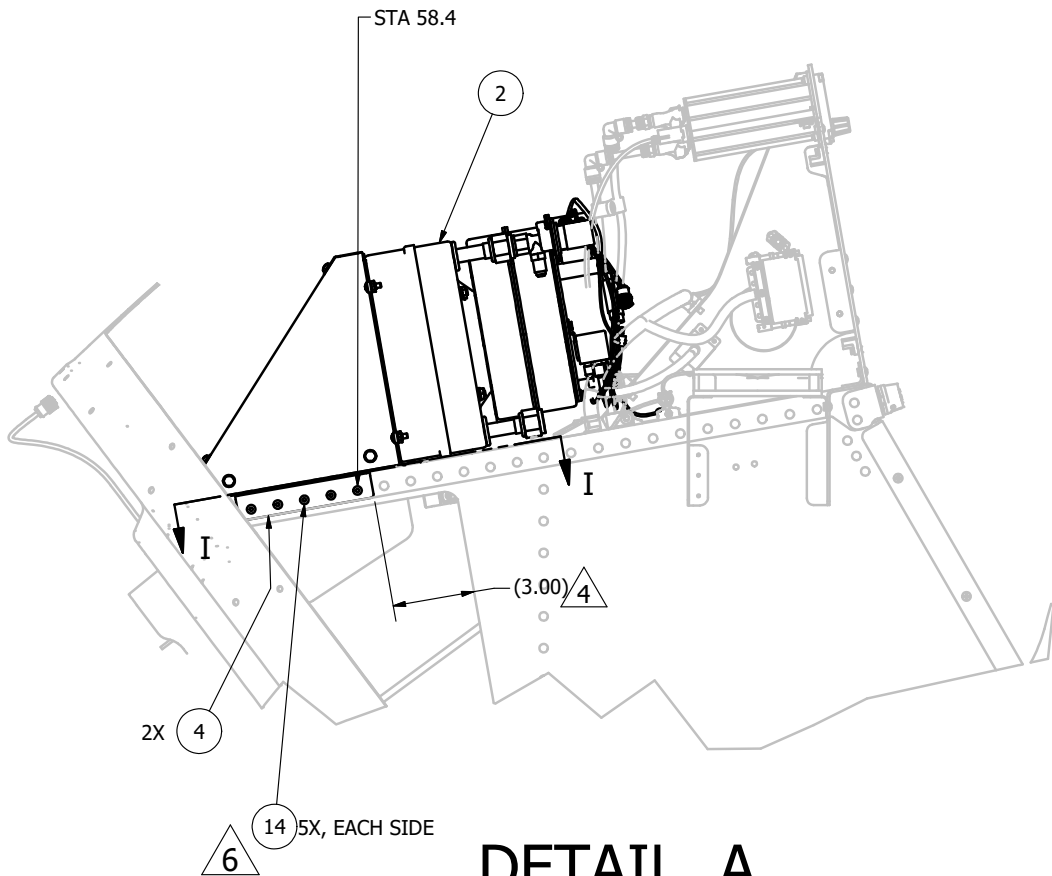 STA 58.4
2
I
I
(3.00)
4
2X 4
14 5X, EACH SIDE
6
DETAIL A